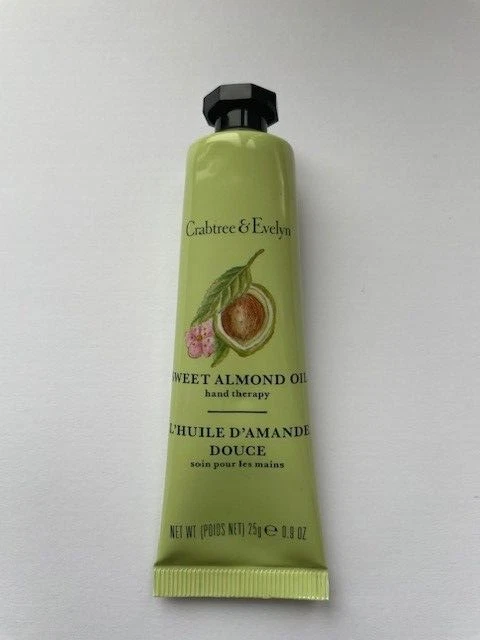 Crabtree & Evelyn
SWEET ALMOND OIL
hand therapy
L'HUILE D'AMANDE
DOUCE
soin pour les mains
NET WT (POIDS NET) 25g ℮ 0.9 OZ